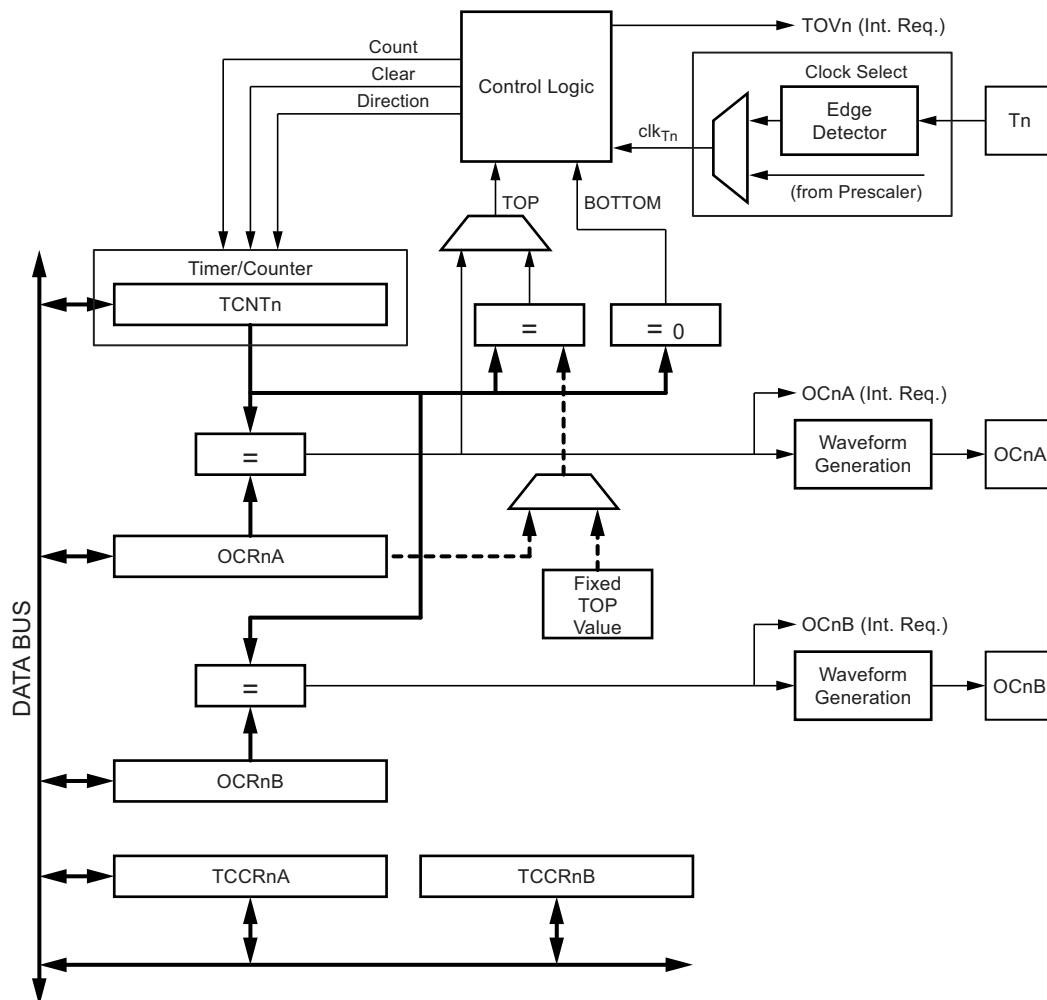 TOVn (Int. Req.)
Count
Clear
Direction
Control Logic
Clock Select
Edge
Detector
Tn
clkTn
(from Prescaler)
TOP
BOTTOM
Timer/Counter
TCNTn
=
= 0
OCnA (Int. Req.)
=
Waveform
Generation
OCnA
OCRnA
Fixed
TOP
Value
DATA BUS
OCnB (Int. Req.)
=
Waveform
Generation
OCnB
OCRnB
TCCRnA
TCCRnB